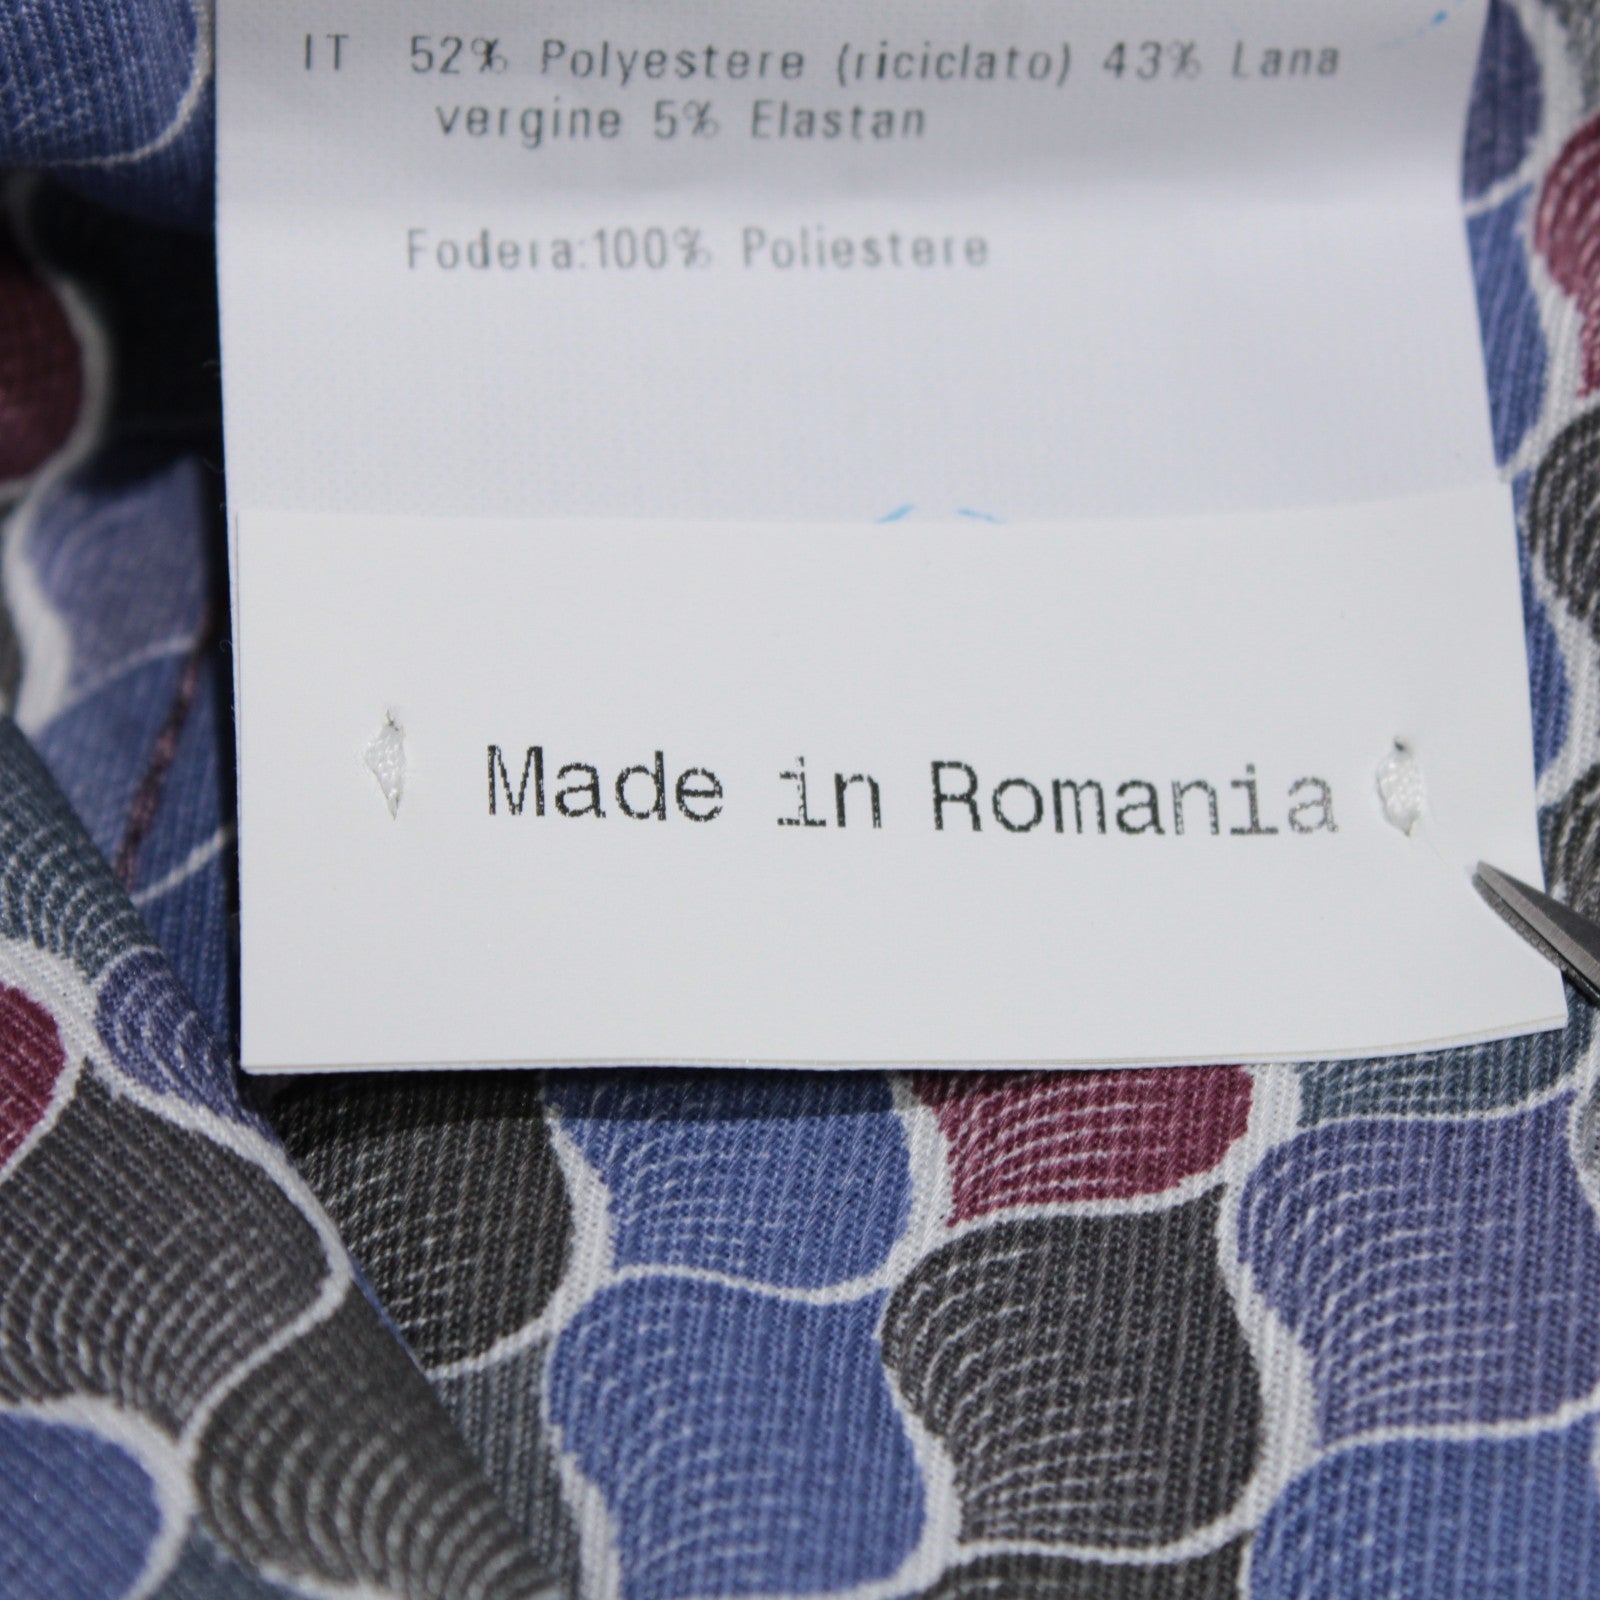 IT 52% Polyestere (riciclato) 43% Lana
vergine 5% Elastan
Fodera:100% Poliestere
Made in Romania